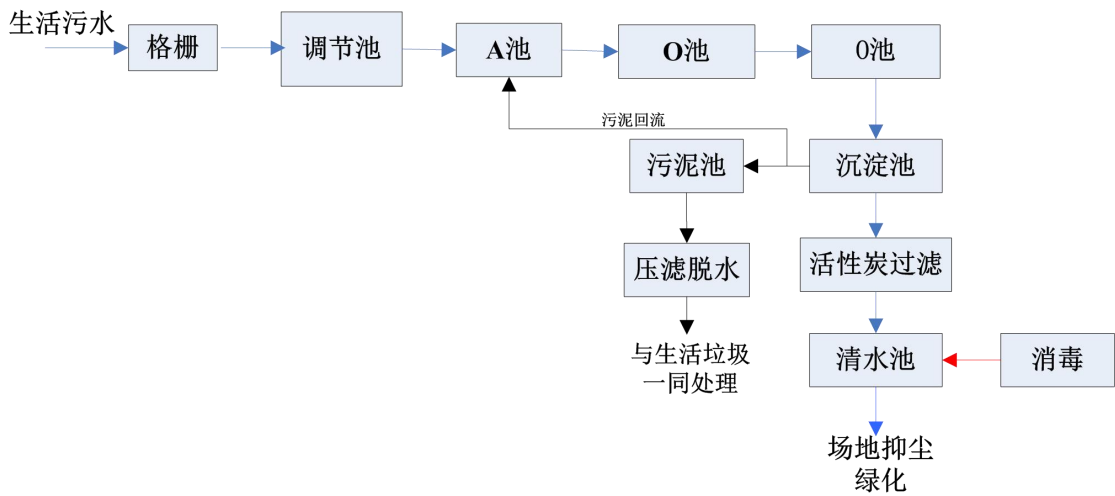 生活污水
格栅
调节池
A池
O池
0池
污泥回流
污泥池
沉淀池
压滤脱水
活性炭过滤
与生活垃圾
一同处理
清水池
消毒
场地抑尘
绿化